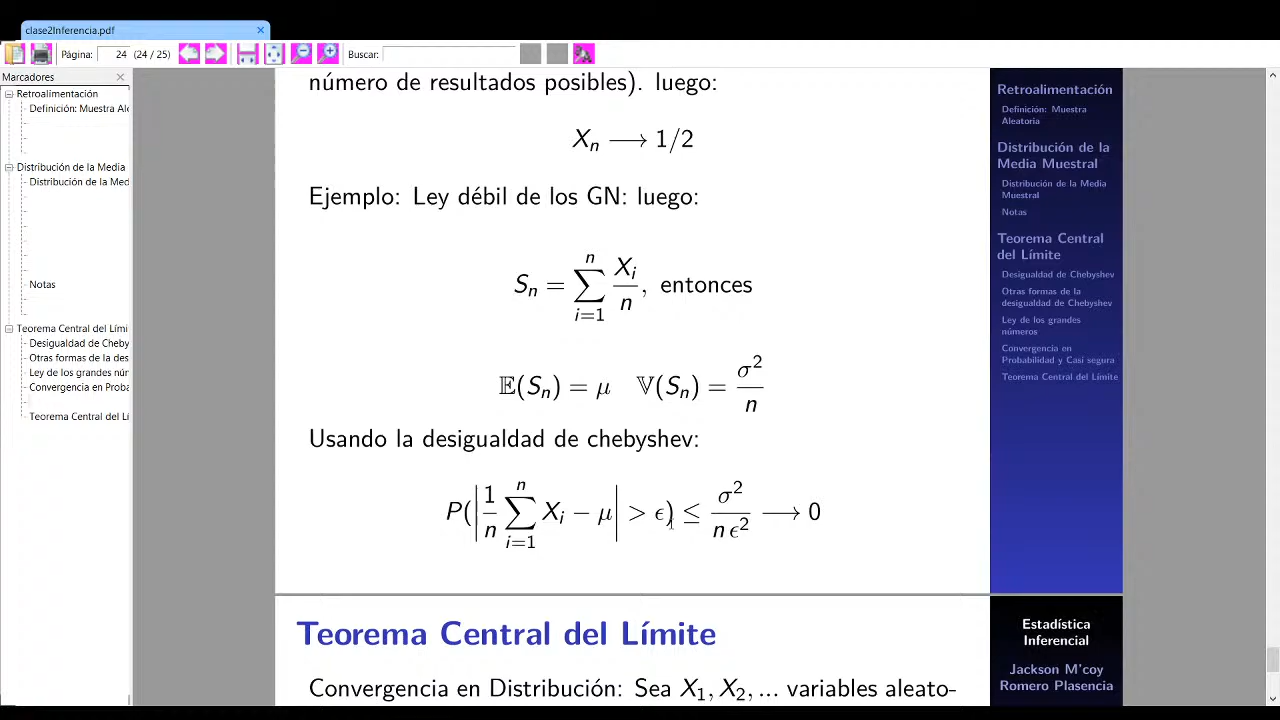 clase2Inferencia.pdf ×
Página: 24 (24 / 25) Buscar:
Marcadores
Retroalimentación
Definición: Muestra Ale
Distribución de la Media M
Distribución de la Med
Notas
Teorema Central del Lími
Desigualdad de Cheby
Otras formas de la des
Ley de los grandes núm
Convergencia en Proba
Teorema Central del Lí
número de resultados posibles). luego:
X_n ⟶ 1/2
Ejemplo: Ley débil de los GN: luego:
S_n = ∑_{i=1}^{n} X_i/n, entonces
𝔼(S_n) = μ 𝕍(S_n) = σ²/n
Usando la desigualdad de chebyshev:
P(|1/n ∑_{i=1}^{n} X_i − μ| > ϵ) ≤ σ²/(n ϵ²) ⟶ 0
Teorema Central del Límite
Convergencia en Distribución: Sea X_1, X_2, ... variables aleato-
Retroalimentación
Definición: Muestra
Aleatoria
Distribución de la
Media Muestral
Distribución de la Media
Muestral
Notas
Teorema Central
del Límite
Desigualdad de Chebyshev
Otras formas de la
desigualdad de Chebyshev
Ley de los grandes
números
Convergencia en
Probabilidad y Casi segura
Teorema Central del Límite
Estadística
Inferencial
Jackson M'coy
Romero Plasencia